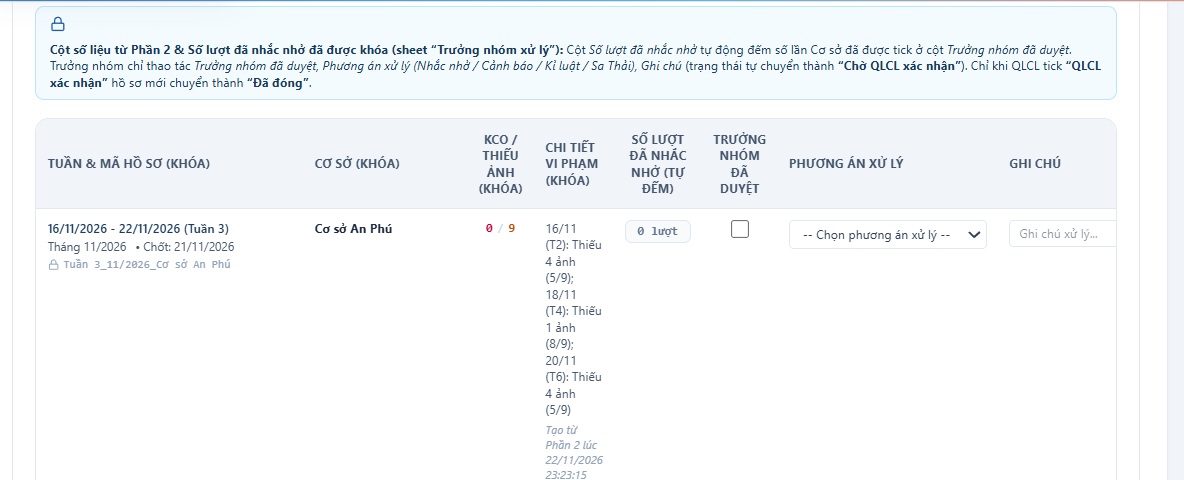 Cột số liệu từ Phần 2 & Số lượt đã nhắc nhở đã được khóa (sheet “Trưởng nhóm xử lý”): Cột Số lượt đã nhắc nhở tự động đếm số lần Cơ sở đã được tick ở cột Trưởng nhóm đã duyệt.
Trưởng nhóm chỉ thao tác Trưởng nhóm đã duyệt, Phương án xử lý (Nhắc nhở / Cảnh báo / Kỉ luật / Sa Thải), Ghi chú (trạng thái tự chuyển thành “Chờ QLCL xác nhận”). Chỉ khi QLCL tick “QLCL
xác nhận” hồ sơ mới chuyển thành “Đã đóng”.
TUẦN & MÃ HỒ SƠ (KHÓA)
CƠ SỞ (KHÓA)
KCO /
THIẾU
ẢNH
(KHÓA)
CHI TIẾT
VI PHẠM
(KHÓA)
SỐ LƯỢT
ĐÃ NHẮC
NHỞ (TỰ
ĐẾM)
TRƯỞNG
NHÓM
ĐÃ
DUYỆT
PHƯƠNG ÁN XỬ LÝ
GHI CHÚ
16/11/2026 - 22/11/2026 (Tuần 3)
Tháng 11/2026 • Chốt: 21/11/2026
Tuần 3_11/2026_Cơ sở An Phú
Cơ sở An Phú
0 / 9
16/11
(T2): Thiếu
4 ảnh
(5/9);
18/11
(T4): Thiếu
1 ảnh
(8/9);
20/11
(T6): Thiếu
4 ảnh
(5/9)
Tạo từ
Phần 2 lúc
22/11/2026
23:23:15
0 lượt
-- Chọn phương án xử lý --
Ghi chú xử lý...